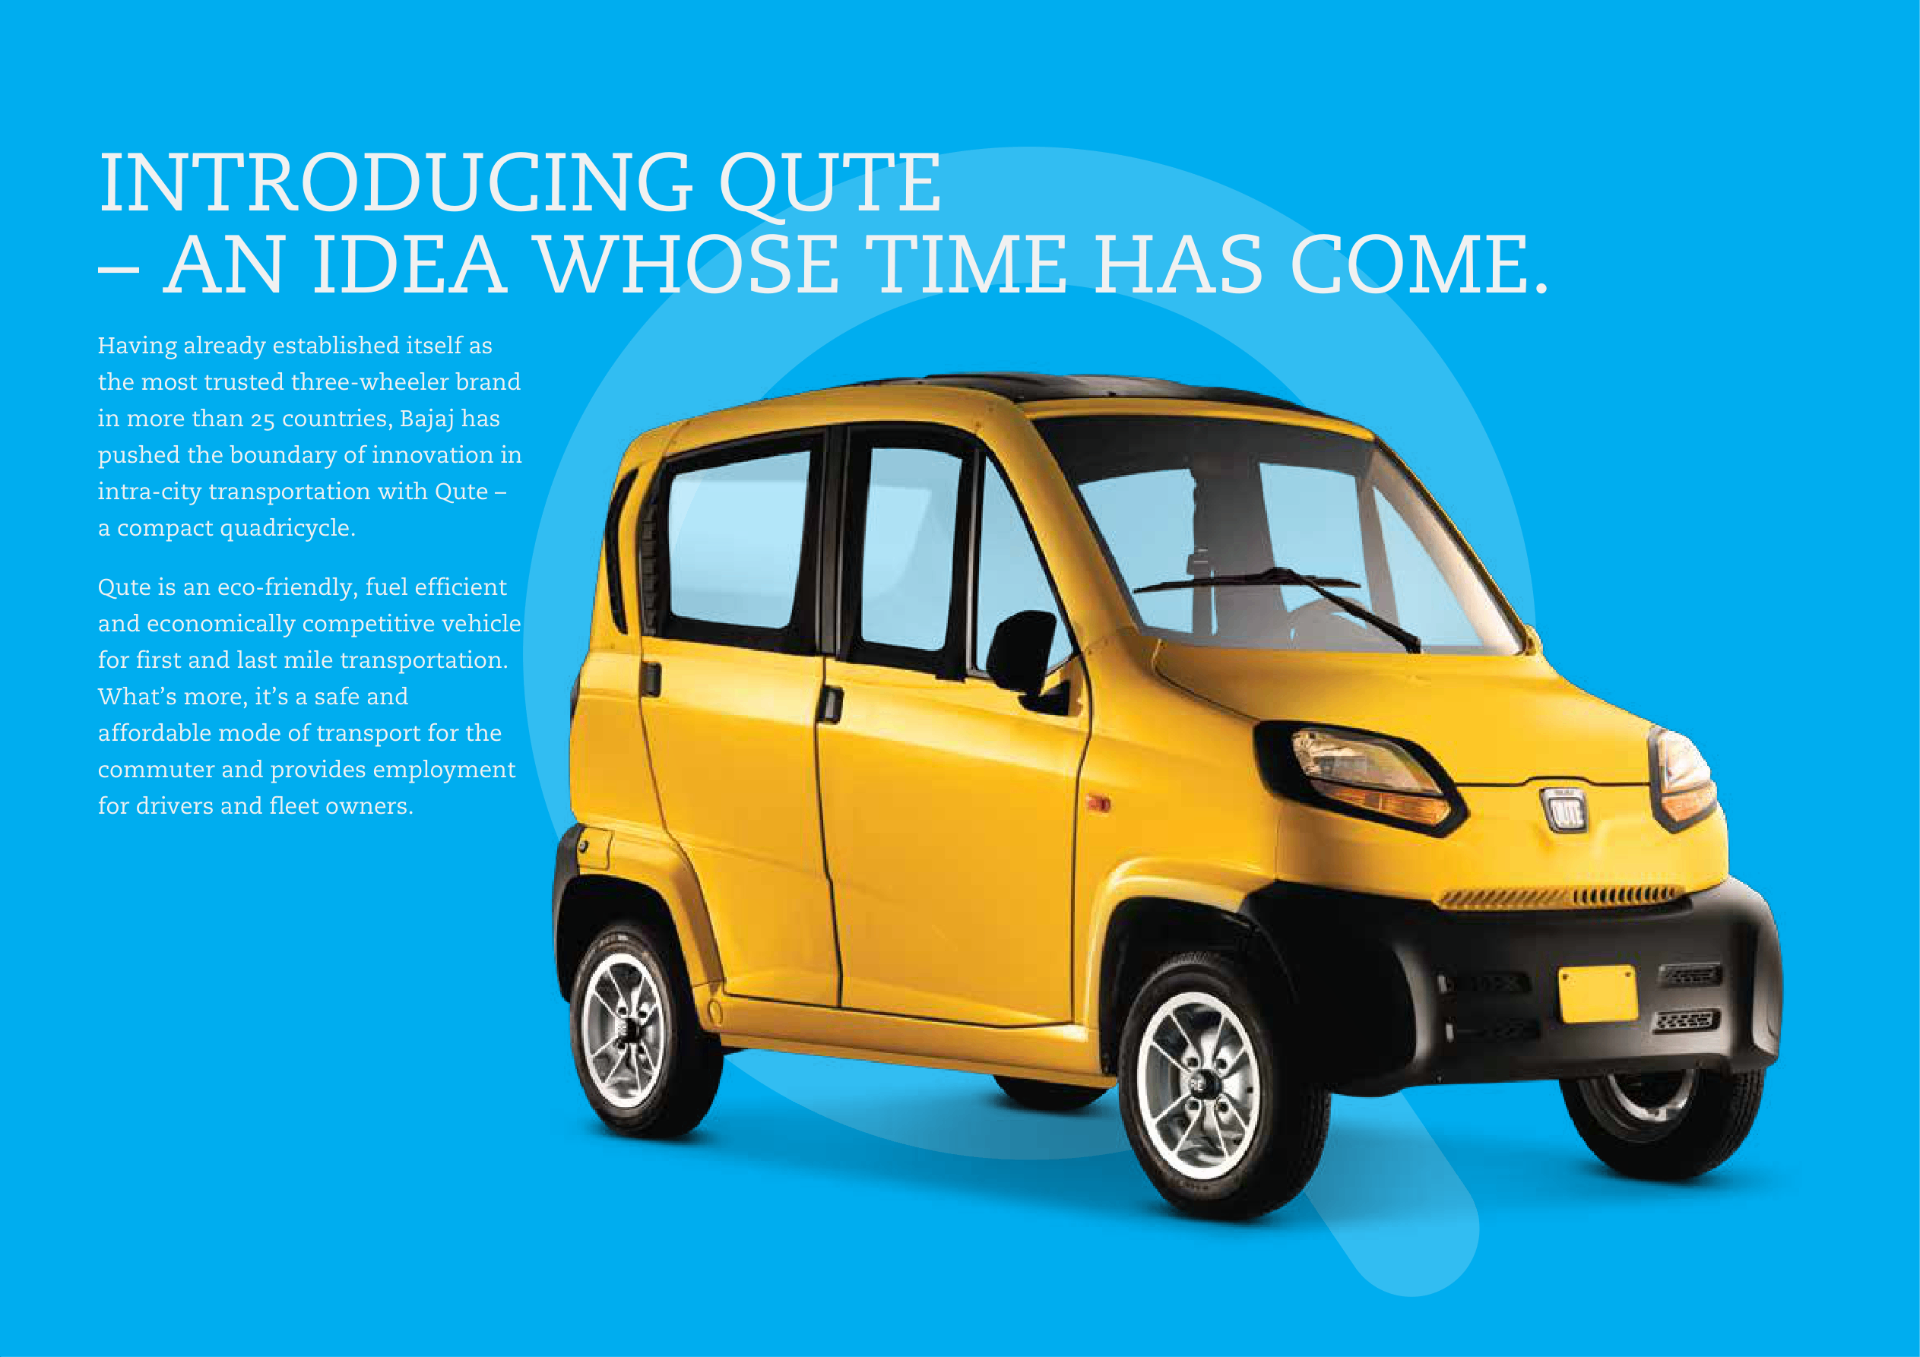 INTRODUCING QUTE
– AN IDEA WHOSE TIME HAS COME.
Having already established itself as
the most trusted three-wheeler brand
in more than 25 countries, Bajaj has
pushed the boundary of innovation in
intra-city transportation with Qute –
a compact quadricycle.
Qute is an eco-friendly, fuel efficient
and economically competitive vehicle
for first and last mile transportation.
What's more, it's a safe and
affordable mode of transport for the
commuter and provides employment
for drivers and fleet owners.
QUTE
RE